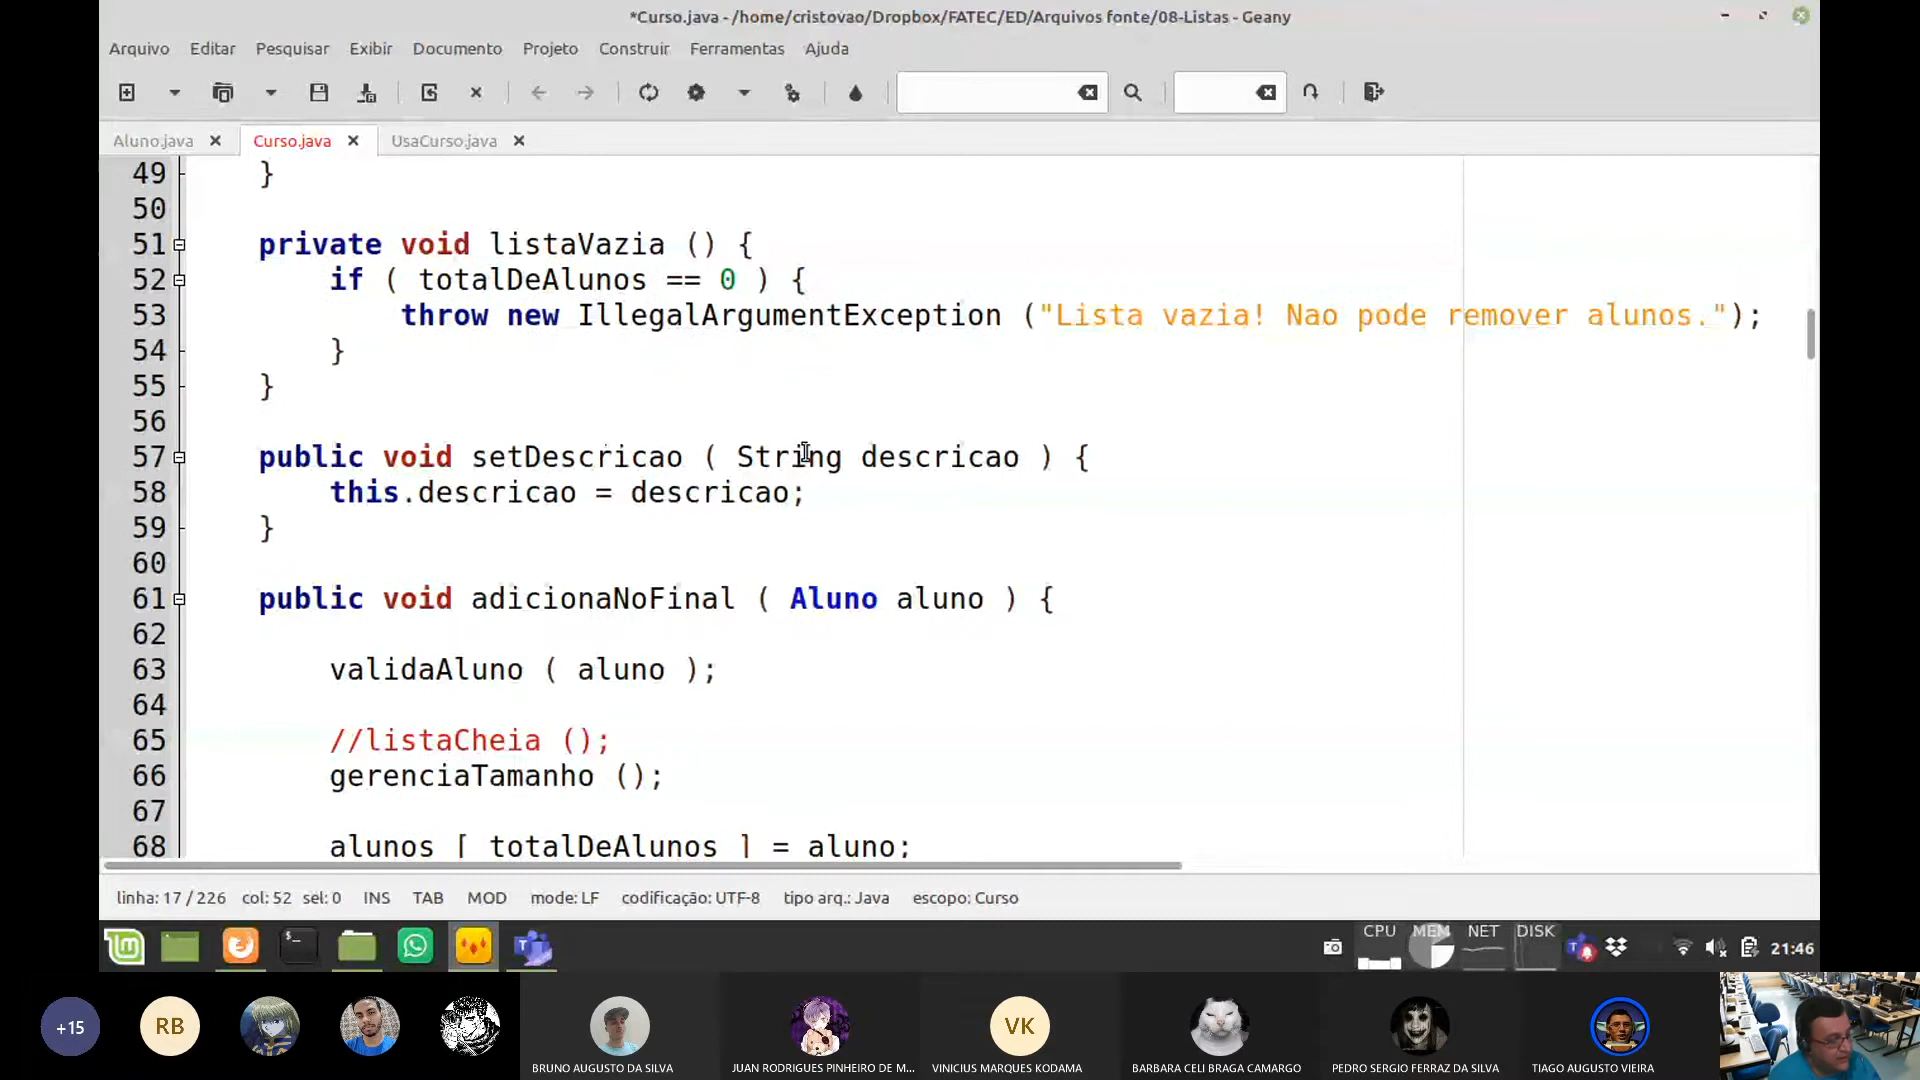 *Curso.java - /home/cristovao/Dropbox/FATEC/ED/Arquivos fonte/08-Listas - Geany
Arquivo Editar Pesquisar Exibir Documento Projeto Construir Ferramentas Ajuda
Aluno.java Curso.java UsaCurso.java
49 }
50
51 private void listaVazia () {
52 if ( totalDeAlunos == 0 ) {
53 throw new IllegalArgumentException ("Lista vazia! Nao pode remover alunos.");
54 }
55 }
56
57 public void setDescricao ( String descricao ) {
58 this.descricao = descricao;
59 }
60
61 public void adicionaNoFinal ( Aluno aluno ) {
62
63 validaAluno ( aluno );
64
65 //listaCheia ();
66 gerenciaTamanho ();
67
68 alunos [ totalDeAlunos ] = aluno;
linha: 17 / 226 col: 52 sel: 0 INS TAB MOD mode: LF codificação: UTF-8 tipo arq.: Java escopo: Curso
CPU MEM NET DISK 21:46
+15 RB VK
BRUNO AUGUSTO DA SILVA JUAN RODRIGUES PINHEIRO DE M... VINICIUS MARQUES KODAMA BARBARA CELI BRAGA CAMARGO PEDRO SERGIO FERRAZ DA SILVA TIAGO AUGUSTO VIEIRA